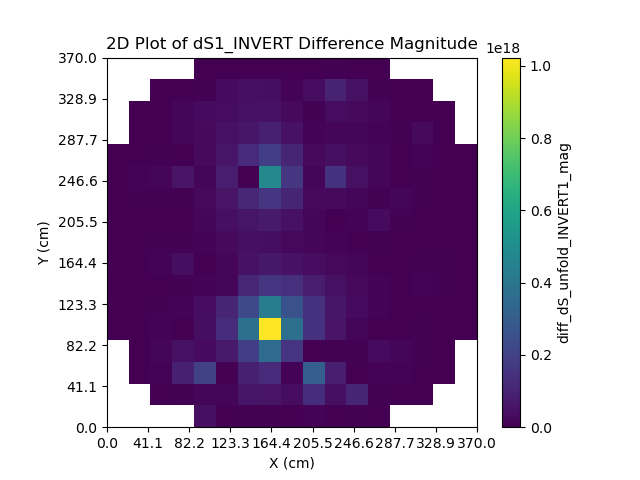 2D Plot of dS1_INVERT Difference Magnitude
1e18
370.0
328.9
287.7
246.6
205.5
164.4
123.3
82.2
41.1
0.0
Y (cm)
0.0 41.1 82.2 123.3 164.4 205.5 246.6 287.7 328.9 370.0
X (cm)
1.0
0.8
0.6
0.4
0.2
0.0
diff_dS_unfold_INVERT1_mag